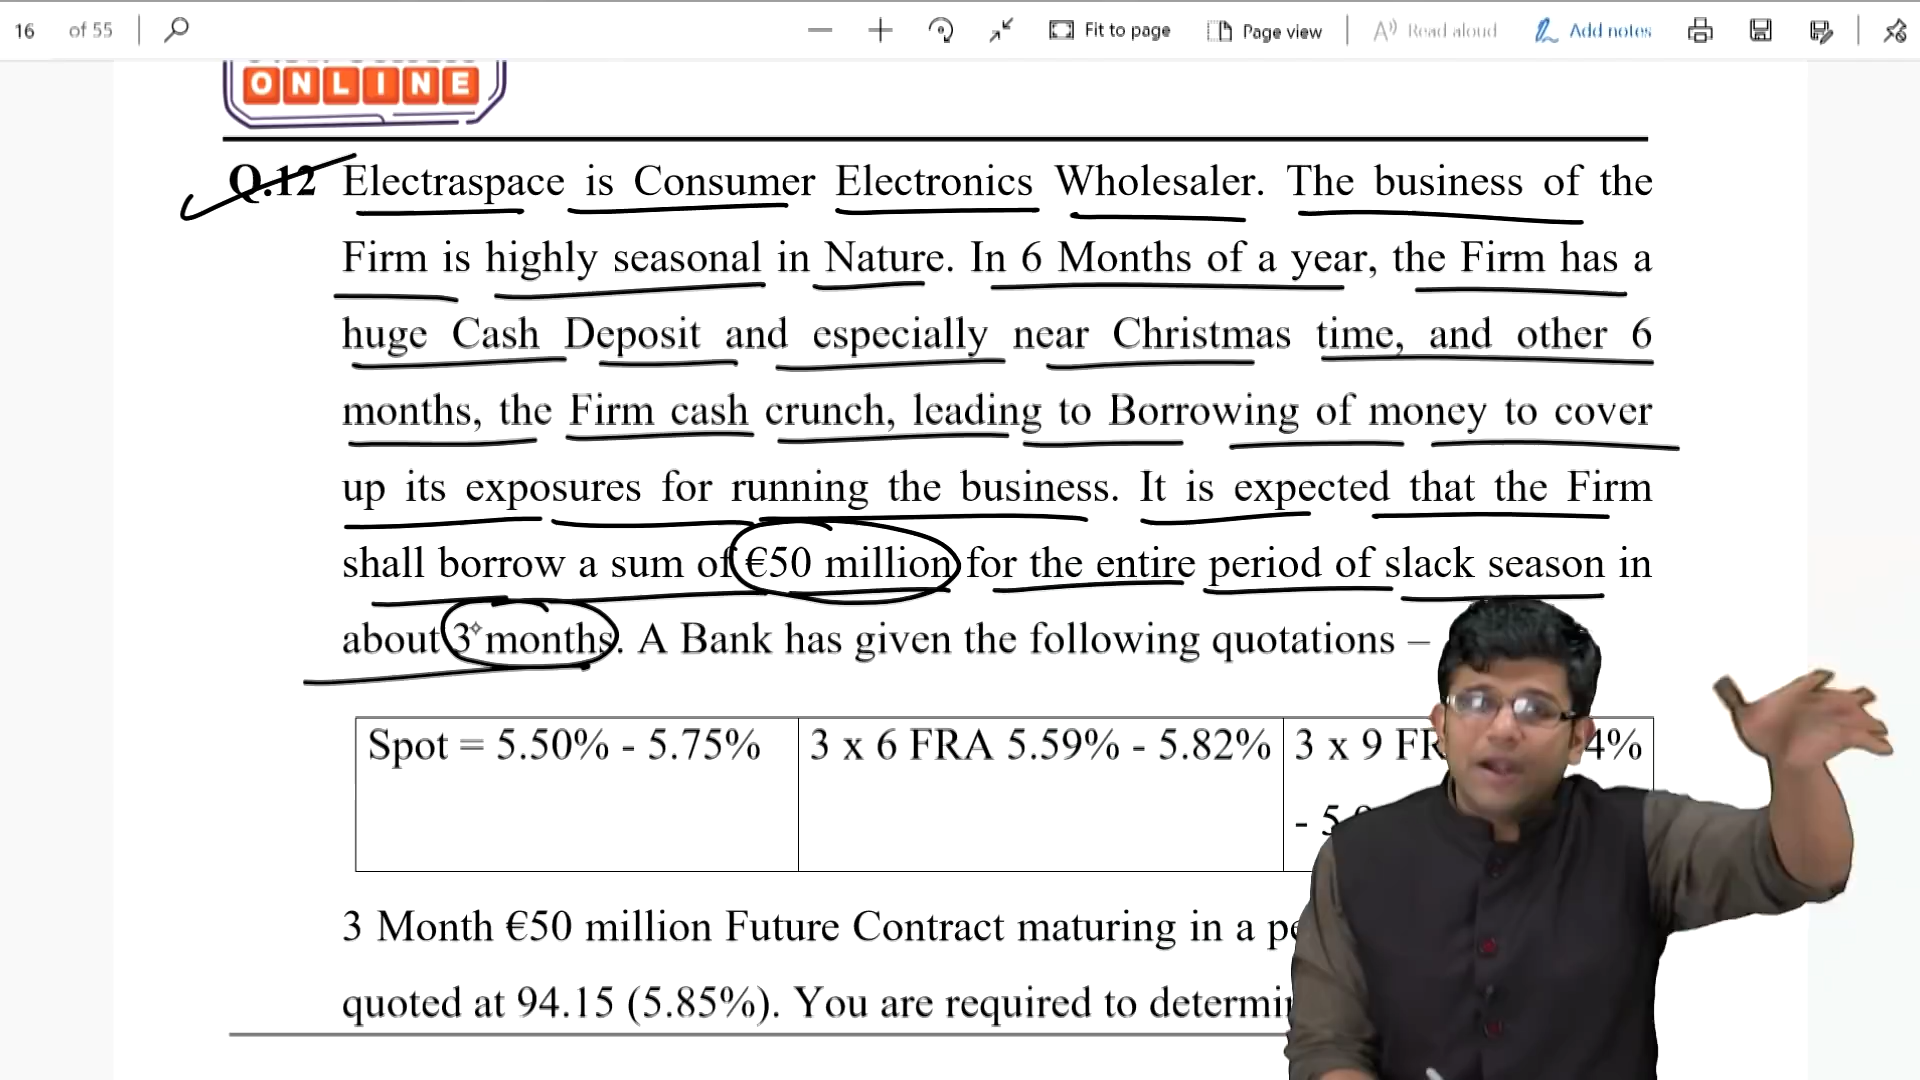 16 of 55 Fit to page Page view Read aloud Add notes
ONLINE
Q.12 Electraspace is Consumer Electronics Wholesaler. The business of the
Firm is highly seasonal in Nature. In 6 Months of a year, the Firm has a
huge Cash Deposit and especially near Christmas time, and other 6
months, the Firm cash crunch, leading to Borrowing of money to cover
up its exposures for running the business. It is expected that the Firm
shall borrow a sum of €50 million for the entire period of slack season in
about 3 months. A Bank has given the following quotations –
Spot = 5.50% - 5.75% 3 x 6 FRA 5.59% - 5.82% 3 x 9 4%
- 5
3 Month €50 million Future Contract maturing in a
quoted at 94.15 (5.85%). You are required to